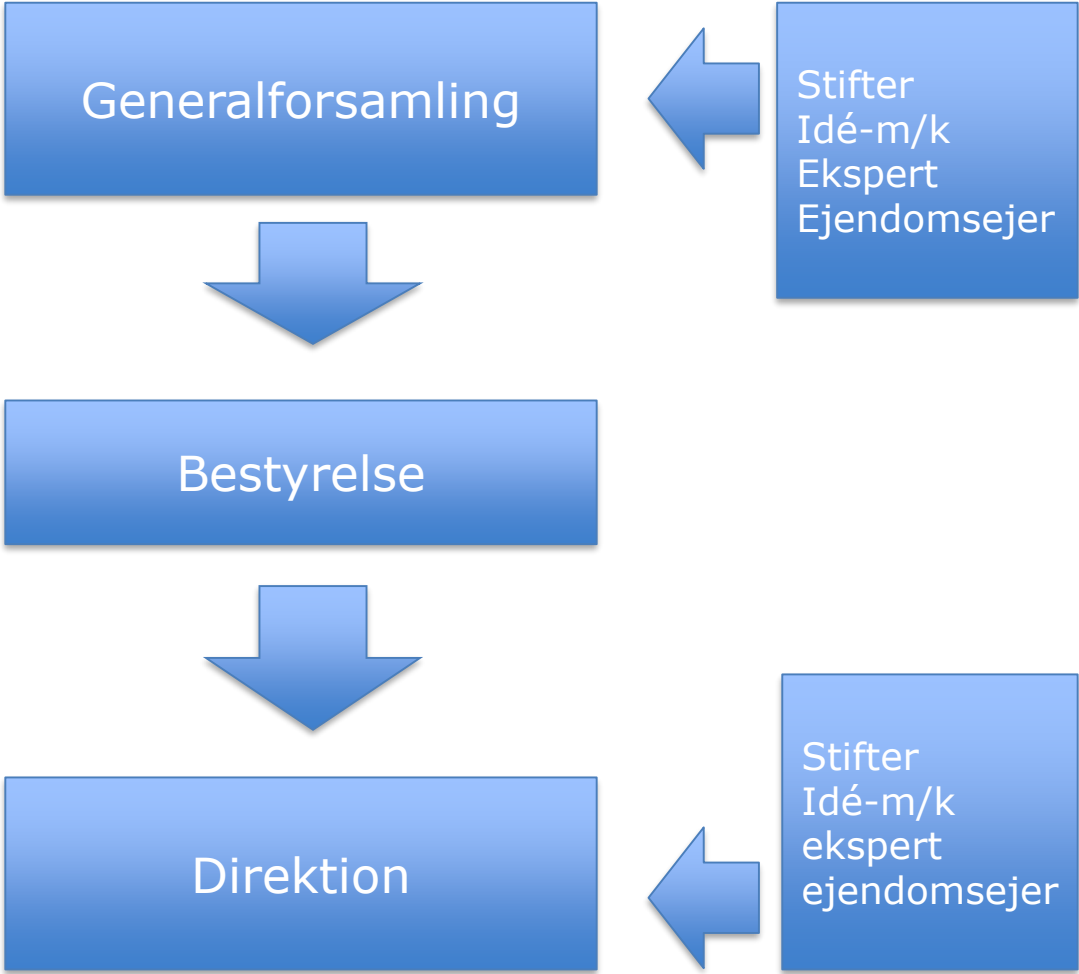 Generalforsamling
Stifter
Idé-m/k
Ekspert
Ejendomsejer
Bestyrelse
Direktion
Stifter
Idé-m/k
ekspert
ejendomsejer